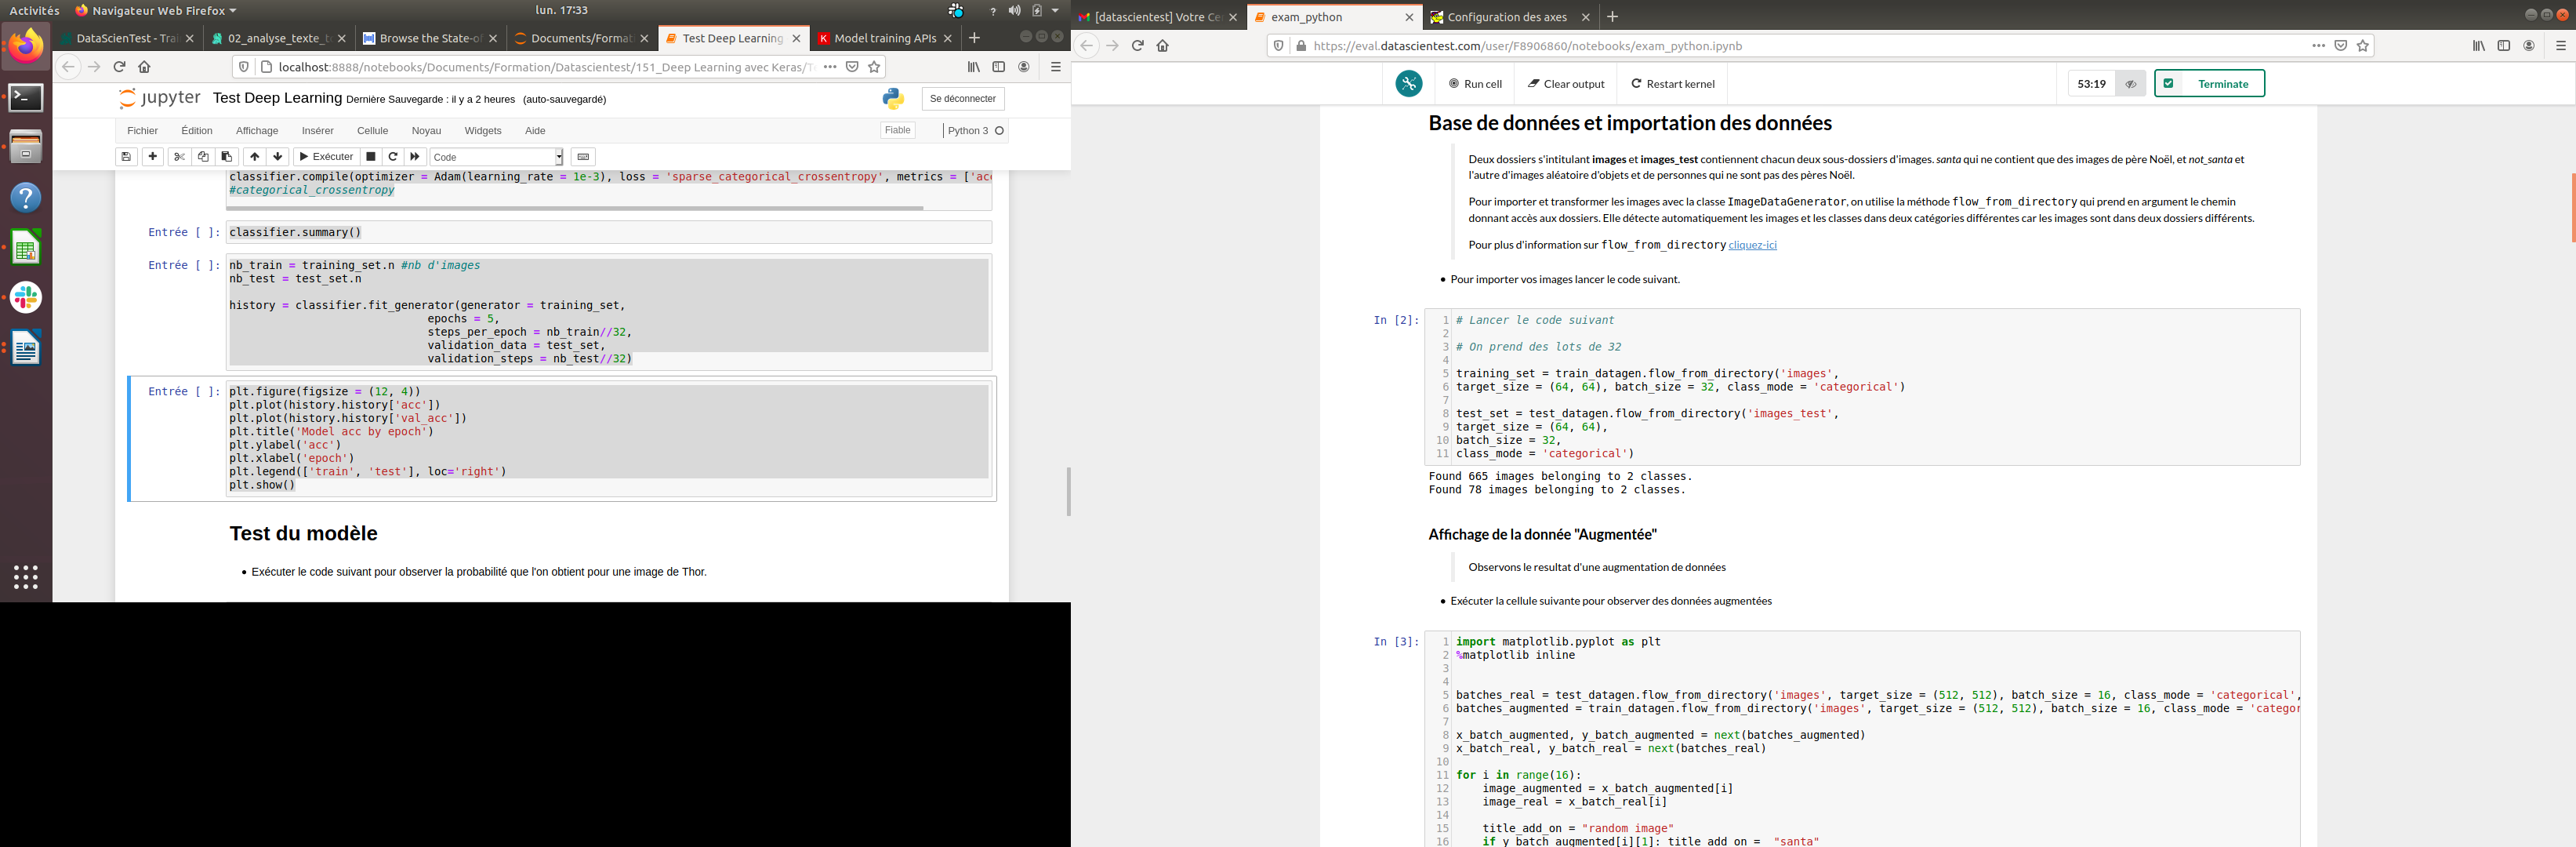 Activités
Navigateur Web Firefox
lun. 17:33
DataScienTest - Trai
02_analyse_texte_t
Browse the State-o
Documents/Format
Test Deep Learning
Model training APIs
localhost:8888/notebooks/Documents/Formation/Datascientest/151_Deep Learning avec Keras/T
jupyter
Test Deep Learning Dernière Sauvegarde : il y a 2 heures (auto-sauvegardé)
Se déconnecter
Fichier Édition Affichage Insérer Cellule Noyau Widgets Aide
Fiable
Python 3
Exécuter
Code
classifier.compile(optimizer = Adam(learning_rate = 1e-3), loss = 'sparse_categorical_crossentropy', metrics = ['acc
#categorical_crossentropy
Entrée [ ]: classifier.summary()
Entrée [ ]: nb_train = training_set.n #nb d'images
nb_test = test_set.n
history = classifier.fit_generator(generator = training_set,
epochs = 5,
steps_per_epoch = nb_train//32,
validation_data = test_set,
validation_steps = nb_test//32)
Entrée [ ]: plt.figure(figsize = (12, 4))
plt.plot(history.history['acc'])
plt.plot(history.history['val_acc'])
plt.title('Model acc by epoch')
plt.ylabel('acc')
plt.xlabel('epoch')
plt.legend(['train', 'test'], loc='right')
plt.show()
Test du modèle
• Exécuter le code suivant pour observer la probabilité que l'on obtient pour une image de Thor.
[datascientest] Votre Ce
exam_python
Configuration des axes
https://eval.datascientest.com/user/F8906860/notebooks/exam_python.ipynb
Run cell
Clear output
Restart kernel
53:19
Terminate
Base de données et importation des données
Deux dossiers s'intitulant images et images_test contiennent chacun deux sous-dossiers d'images. santa qui ne contient que des images de père Noël, et not_santa et
l'autre d'images aléatoire d'objets et de personnes qui ne sont pas des pères Noël.
Pour importer et transformer les images avec la classe ImageDataGenerator, on utilise la méthode flow_from_directory qui prend en argument le chemin
donnant accès aux dossiers. Elle détecte automatiquement les images et les classes dans deux catégories différentes car les images sont dans deux dossiers différents.
Pour plus d'information sur flow_from_directory cliquez-ici
• Pour importer vos images lancer le code suivant.
In [2]: 1 # Lancer le code suivant
2
3 # On prend des lots de 32
4
5 training_set = train_datagen.flow_from_directory('images',
6 target_size = (64, 64), batch_size = 32, class_mode = 'categorical')
7
8 test_set = test_datagen.flow_from_directory('images_test',
9 target_size = (64, 64),
10 batch_size = 32,
11 class_mode = 'categorical')
Found 665 images belonging to 2 classes.
Found 78 images belonging to 2 classes.
Affichage de la donnée "Augmentée"
Observons le resultat d'une augmentation de données
• Exécuter la cellule suivante pour observer des données augmentées
In [3]: 1 import matplotlib.pyplot as plt
2 %matplotlib inline
3
4
5 batches_real = test_datagen.flow_from_directory('images', target_size = (512, 512), batch_size = 16, class_mode = 'categorical',
6 batches_augmented = train_datagen.flow_from_directory('images', target_size = (512, 512), batch_size = 16, class_mode = 'categor
7
8 x_batch_augmented, y_batch_augmented = next(batches_augmented)
9 x_batch_real, y_batch_real = next(batches_real)
10
11 for i in range(16):
12 image_augmented = x_batch_augmented[i]
13 image_real = x_batch_real[i]
14
15 title_add_on = "random image"
16 if y_batch_augmented[i][1]: title_add_on = "santa"